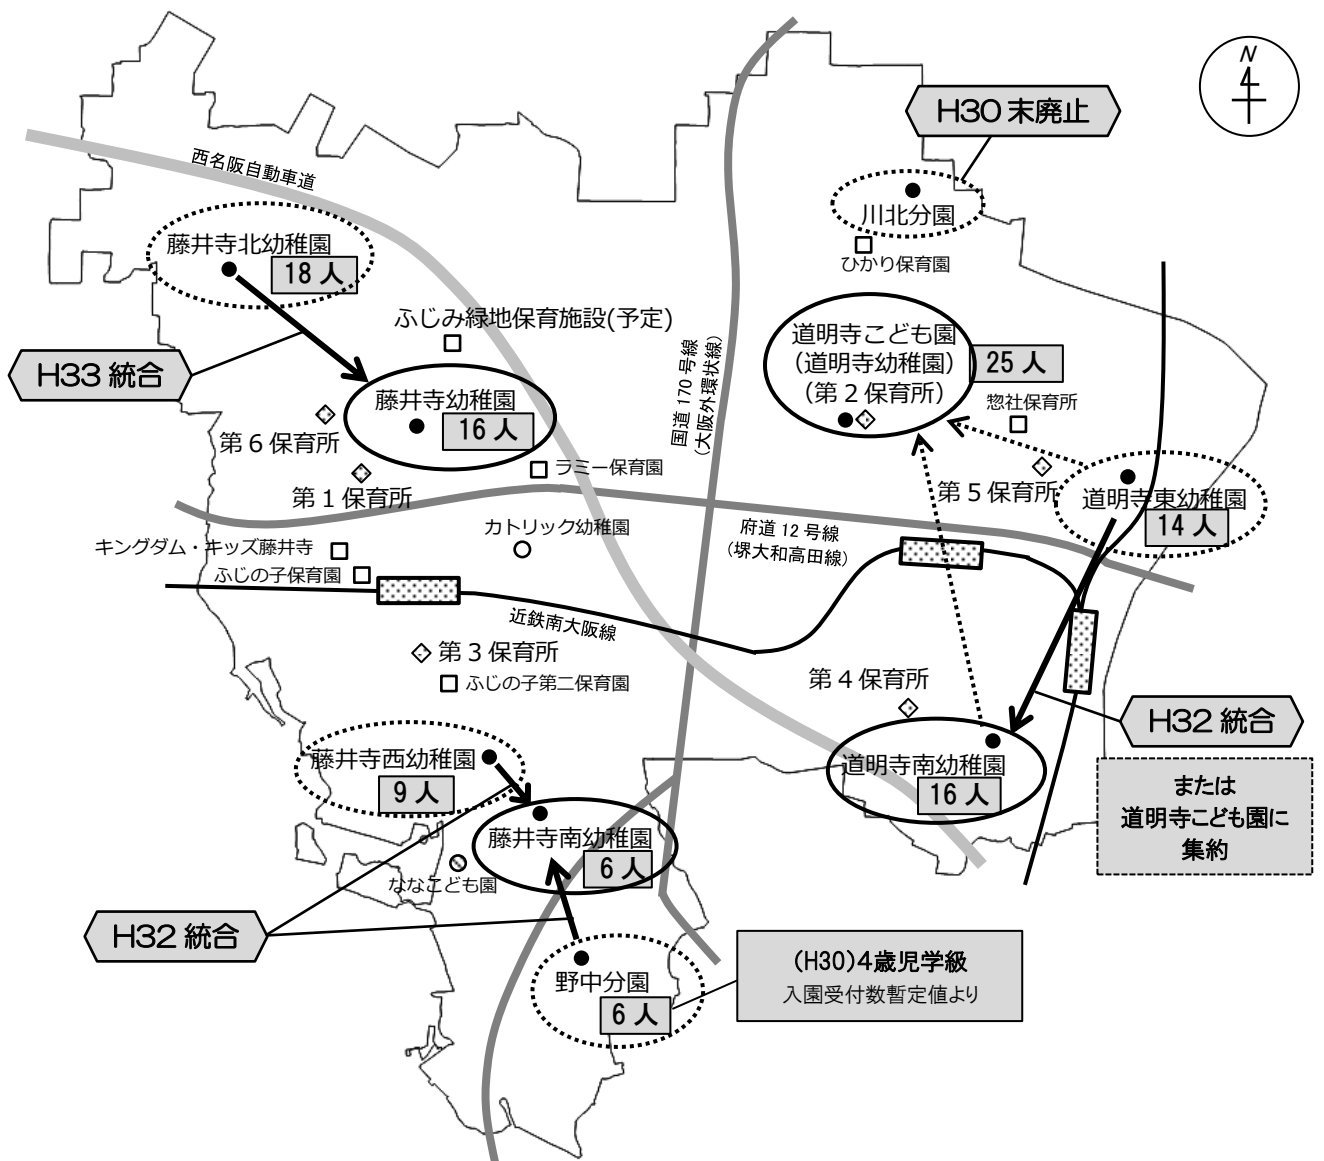 N
H30 末廃止
西名阪自動車道
川北分園
ひかり保育園
藤井寺北幼稚園
18 人
ふじみ緑地保育施設(予定)
H33 統合
藤井寺幼稚園
16 人
国道 170 号線
(大阪外環状線)
道明寺こども園
(道明寺幼稚園)
(第２保育所)
25 人
惣社保育所
第６保育所
第１保育所
ラミー保育園
第５保育所
道明寺東幼稚園
14 人
カトリック幼稚園
府道 12 号線
(堺大和高田線)
キングダム・キッズ藤井寺
ふじの子保育園
近鉄南大阪線
第３保育所
ふじの子第二保育園
第４保育所
H32 統合
または
道明寺こども園に
集約
道明寺南幼稚園
16 人
藤井寺西幼稚園
9 人
藤井寺南幼稚園
6 人
ななこども園
H32 統合
野中分園
6 人
(H30)４歳児学級
入園受付数暫定値より